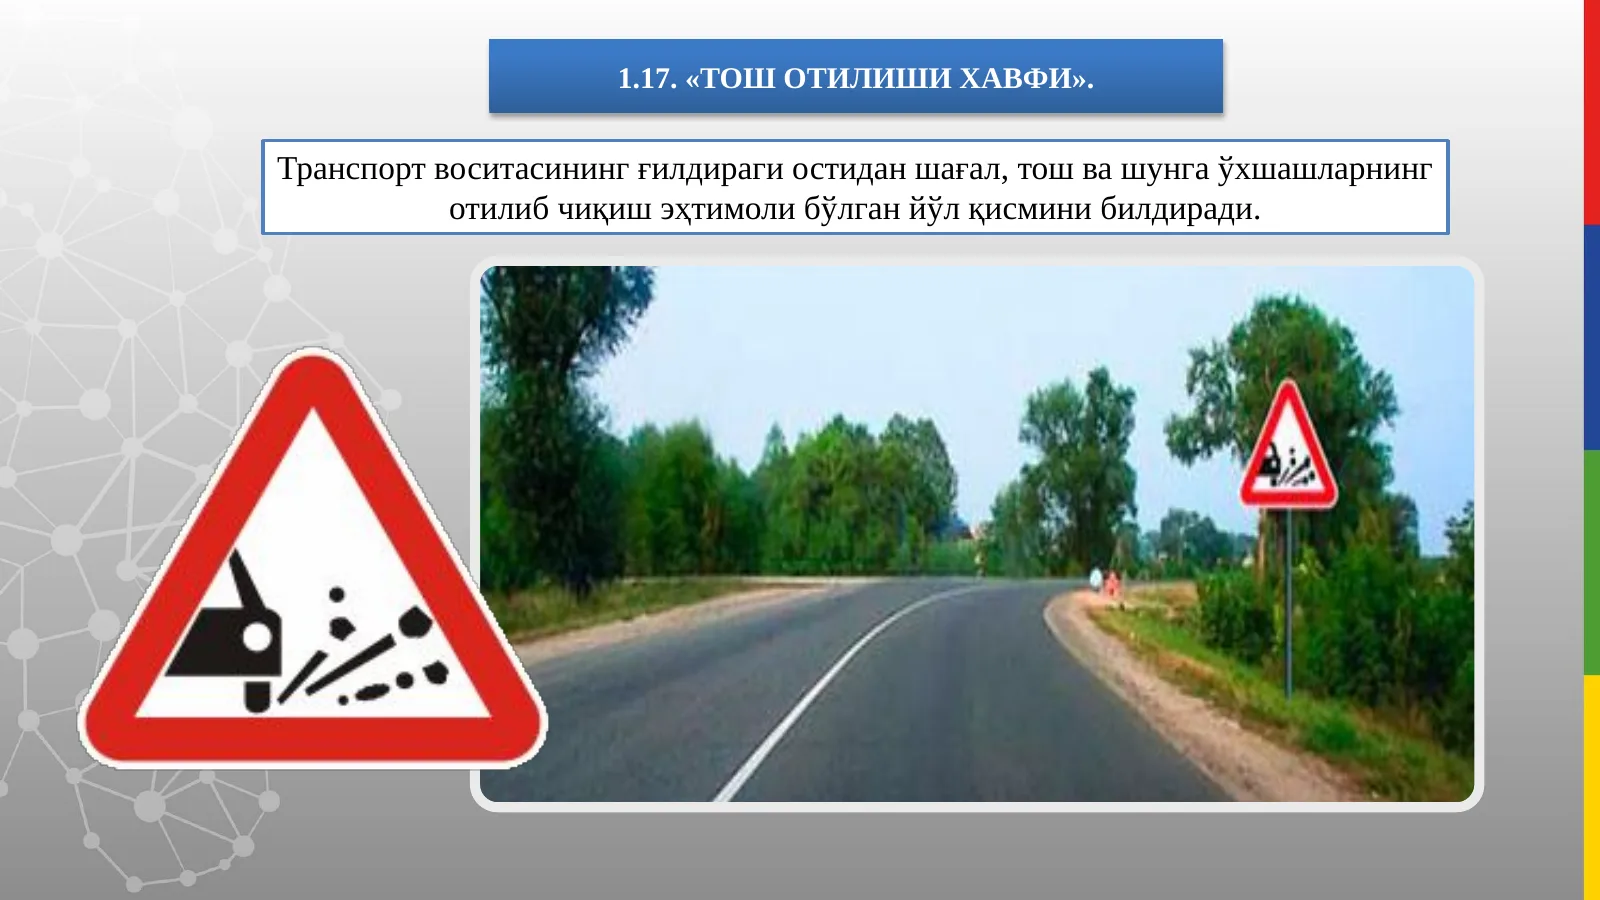 1.17. «ТОШ ОТИЛИШИ ХАВФИ».
Транспорт воситасининг ғилдираги остидан шағал, тош ва шунга ўхшашларнинг
отилиб чиқиш эҳтимоли бўлган йўл қисмини билдиради.